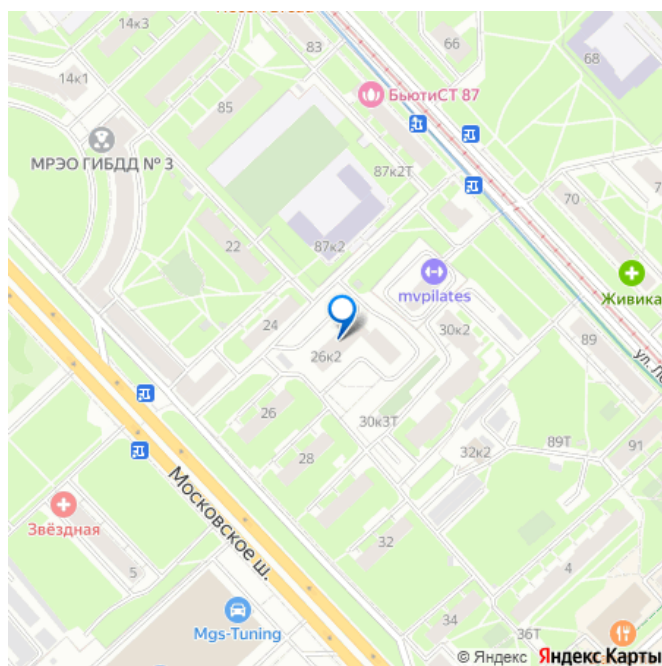 14к3
83
66
68
14к1
БьютиСТ 87
85
МРЭО ГИБДД № 3
87к2Т
70
22
87к2
mvpilates
Живика
24
30к2
26к2
89
ул. Ле
26
30к3Т
89Т
91
28
32к2
Московское ш.
Звёздная
32
5
4
Mgs-Tuning
34
36Т
© Яндекс Яндекс Карты